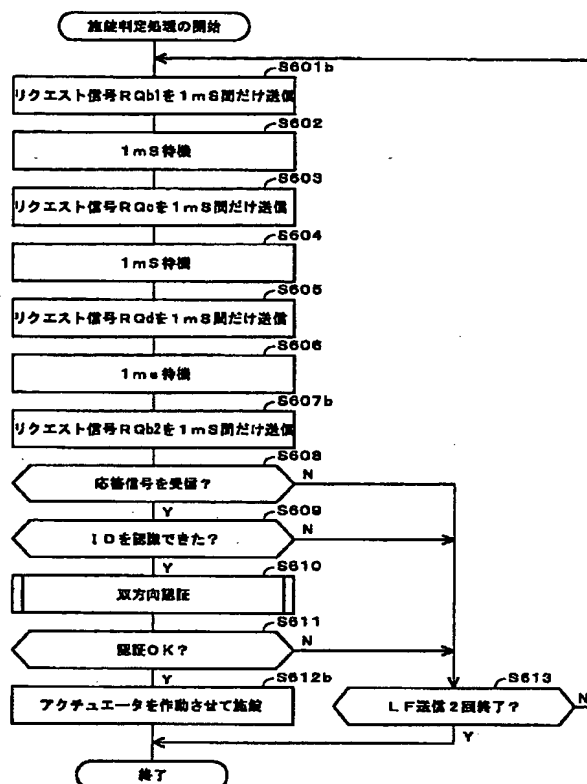 施錠判定処理の開始
S601b
リクエスト信号RQb1を1mS間だけ送信
S602
1mS待機
S603
リクエスト信号RQcを1mS間だけ送信
S604
1mS待機
S605
リクエスト信号RQdを1mS間だけ送信
S606
1ms待機
S607b
リクエスト信号RQb2を1mS間だけ送信
S608
応答信号を受信?
N
Y
S609
IDを認識できた?
N
Y
S610
双方向認証
S611
認証OK?
N
Y
S612b
アクチュエータを作動させて施錠
S613
LF送信2回終了?
N
Y
終了